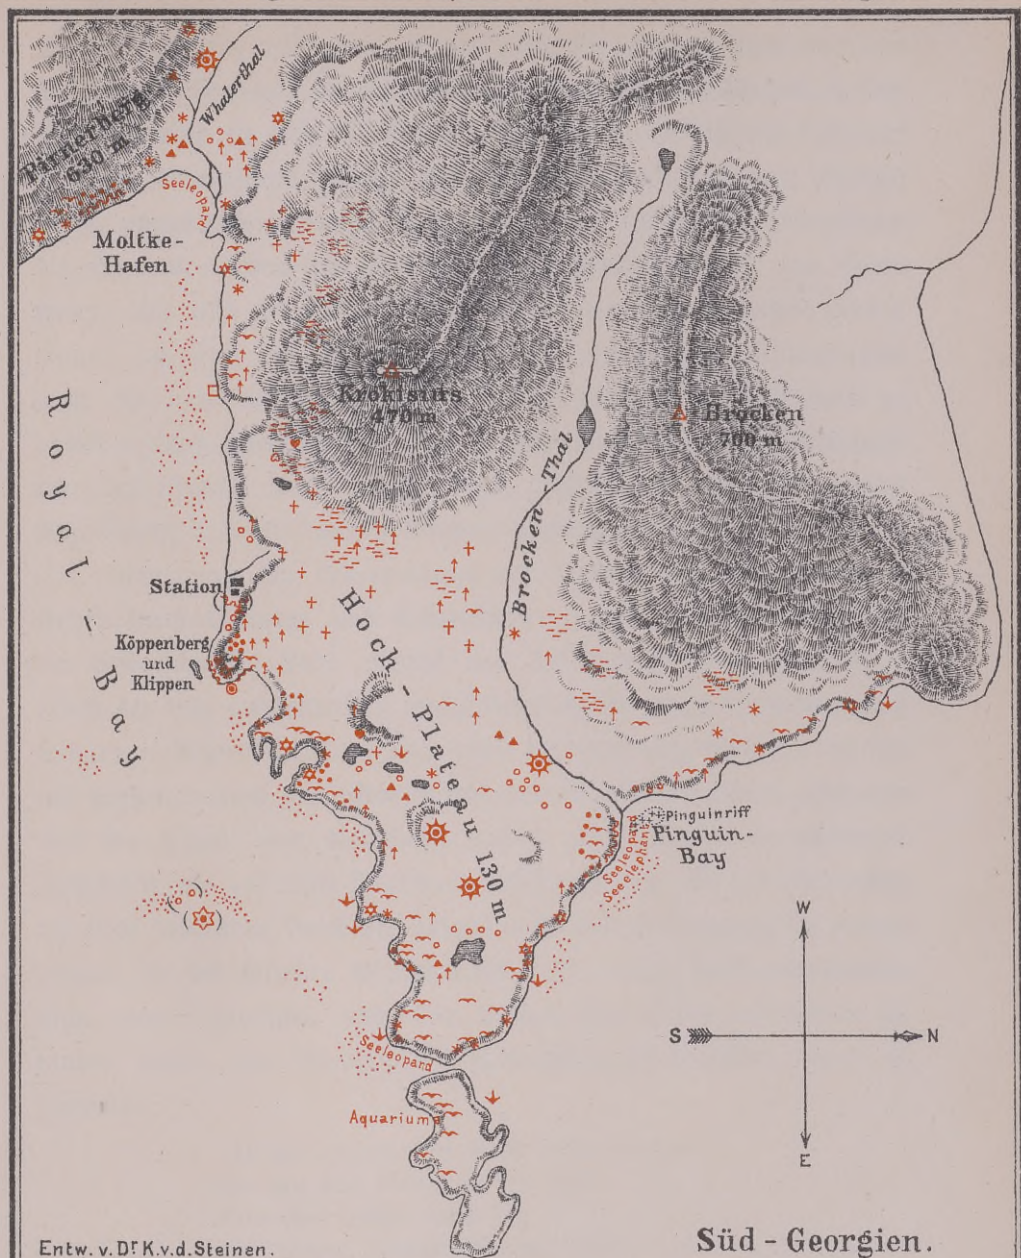 Whalerthal
Pirnerberg
630 m
Seeleopard
Moltke-
Hafen
Krokisius
470 m
Brocken
700 m
Brocken-Thal
Royal-Bay
Station
Köppenberg
und
Klippen
Hoch-Plateau 130 m
Pinguinriff
Pinguin-
Bay
Seeleopard
Seeelephant
W
S
N
E
Seeleopard
Aquarium
Entw. v. Dr K. v. d. Steinen.
Süd-Georgien.